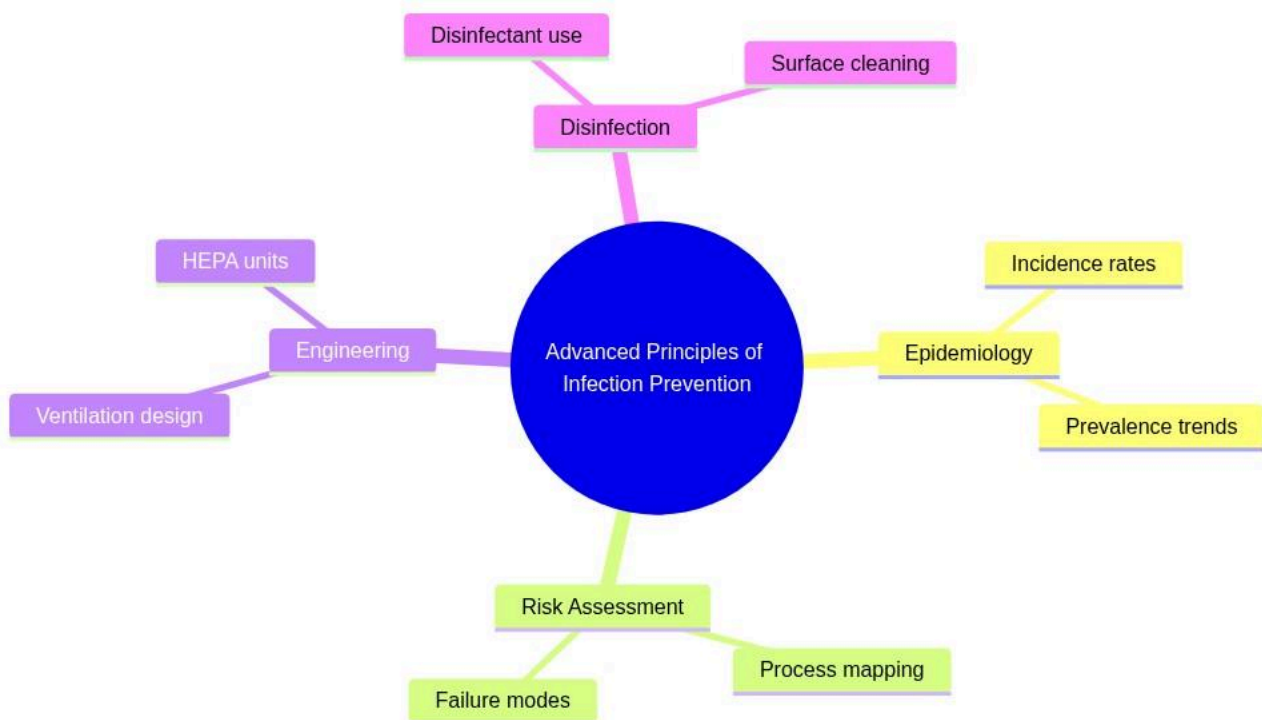 Disinfectant use
Surface cleaning
Disinfection
HEPA units
Incidence rates
Engineering
Advanced Principles of
Infection Prevention
Epidemiology
Ventilation design
Prevalence trends
Risk Assessment
Process mapping
Failure modes